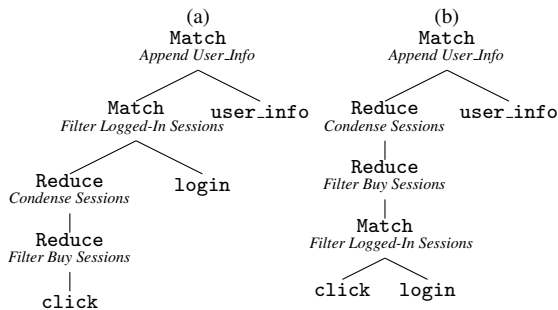 (a)
Match
Append User_Info
Match
Filter Logged-In Sessions
user_info
Reduce
Condense Sessions
login
Reduce
Filter Buy Sessions
click
(b)
Match
Append User_Info
Reduce
Condense Sessions
user_info
Reduce
Filter Buy Sessions
Match
Filter Logged-In Sessions
click login